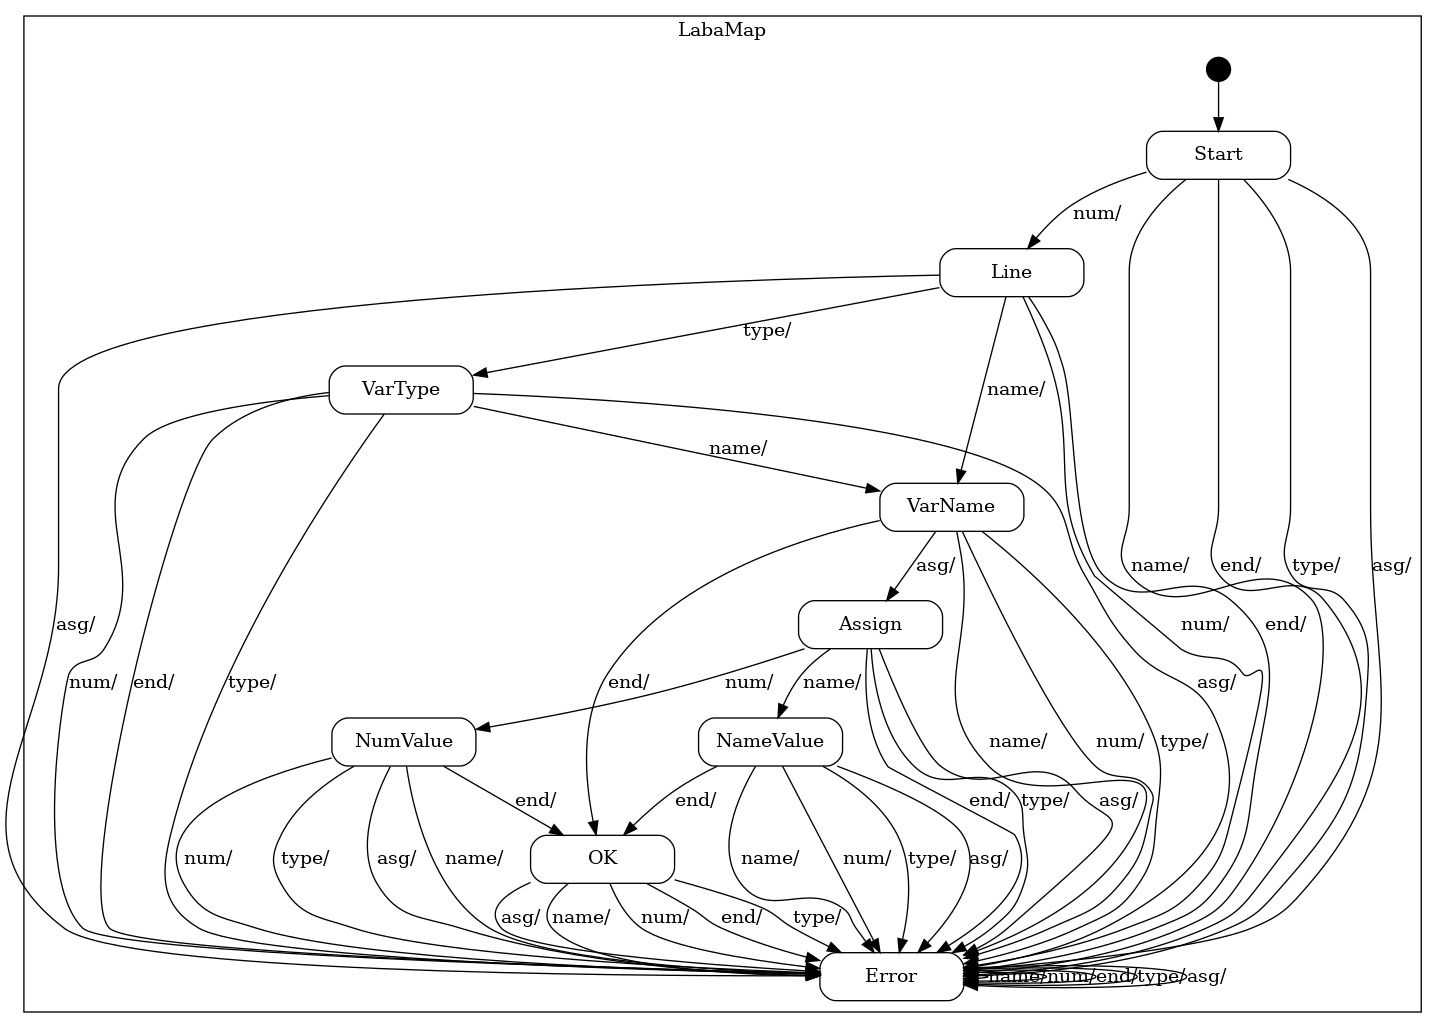 LabaMap
Start
num/
Line
type/
VarType
name/
name/
VarName
asg/
name/
end/
type/
asg/
asg/
Assign
num/
end/
num/
end/
type/
end/
num/
name/
asg/
NumValue
NameValue
name/
num/
type/
end/
end/
end/
type/
asg/
num/
type/
asg/
name/
OK
name/
num/
type/
asg/
asg/
name/
num/
end/
type/
Error
name/
num/
end/
type/
asg/